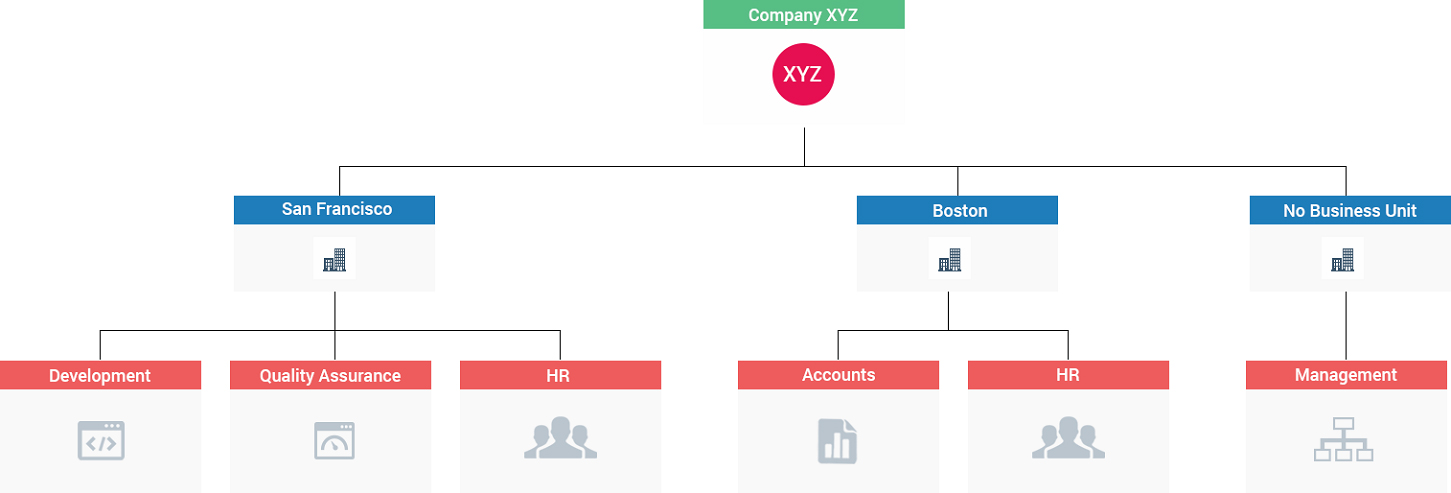 Company XYZ
XYZ
San Francisco
Boston
No Business Unit
Development
Quality Assurance
HR
Accounts
HR
Management